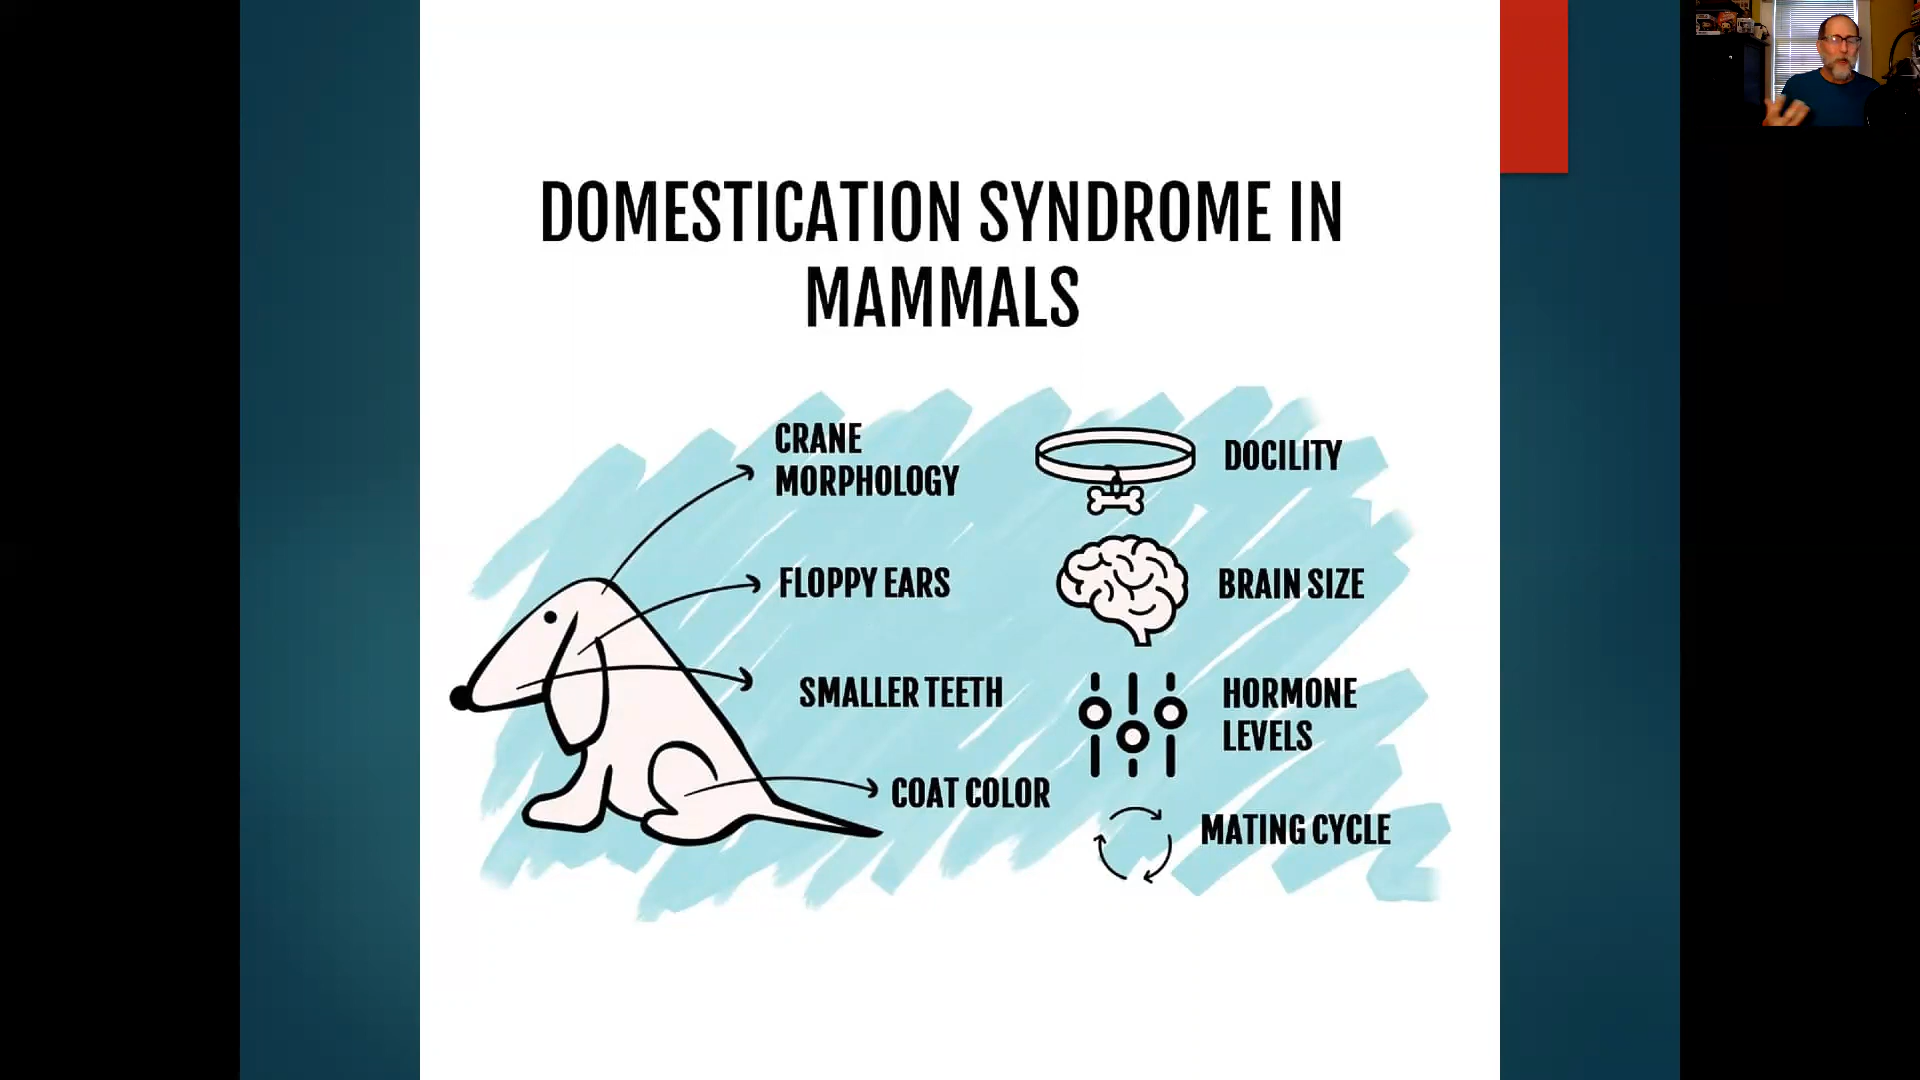 DOMESTICATION SYNDROME IN
MAMMALS
CRANE
MORPHOLOGY
FLOPPY EARS
SMALLER TEETH
COAT COLOR
DOCILITY
BRAIN SIZE
HORMONE
LEVELS
MATING CYCLE